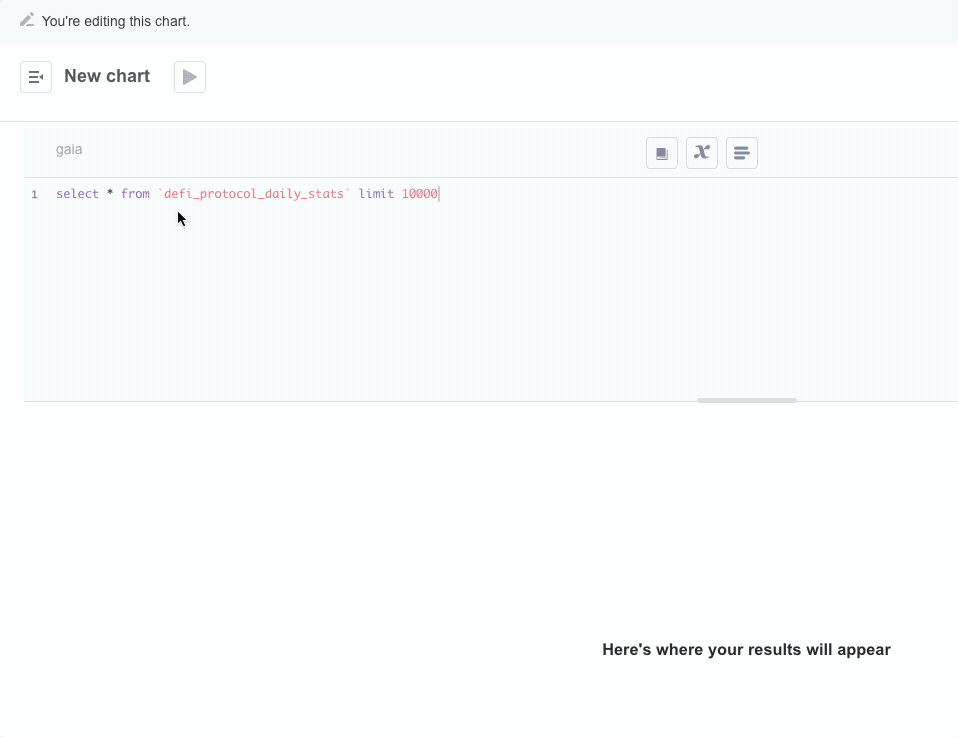 You're editing this chart.
New chart
gaia
x
1 select * from `defi_protocol_daily_stats` limit 10000
Here's where your results will appear